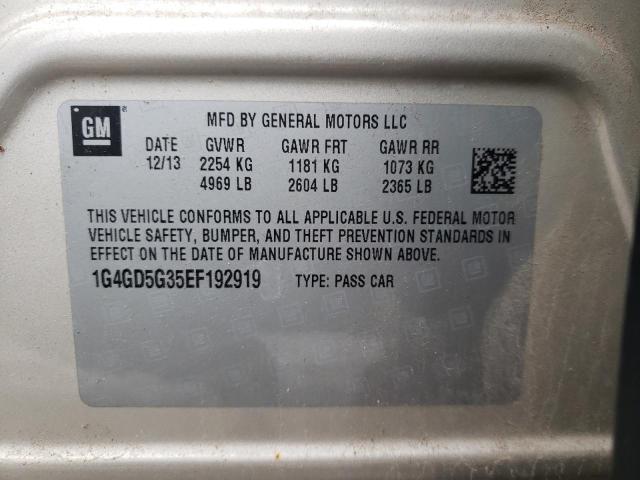 GM
MFD BY GENERAL MOTORS LLC
DATE GVWR GAWR FRT GAWR RR
12/13 2254 KG 1181 KG 1073 KG
4969 LB 2604 LB 2365 LB
THIS VEHICLE CONFORMS TO ALL APPLICABLE U.S. FEDERAL MOTOR
VEHICLE SAFETY, BUMPER, AND THEFT PREVENTION STANDARDS IN
EFFECT ON THE DATE OF MANUFACTURE SHOWN ABOVE.
1G4GD5G35EF192919 TYPE: PASS CAR